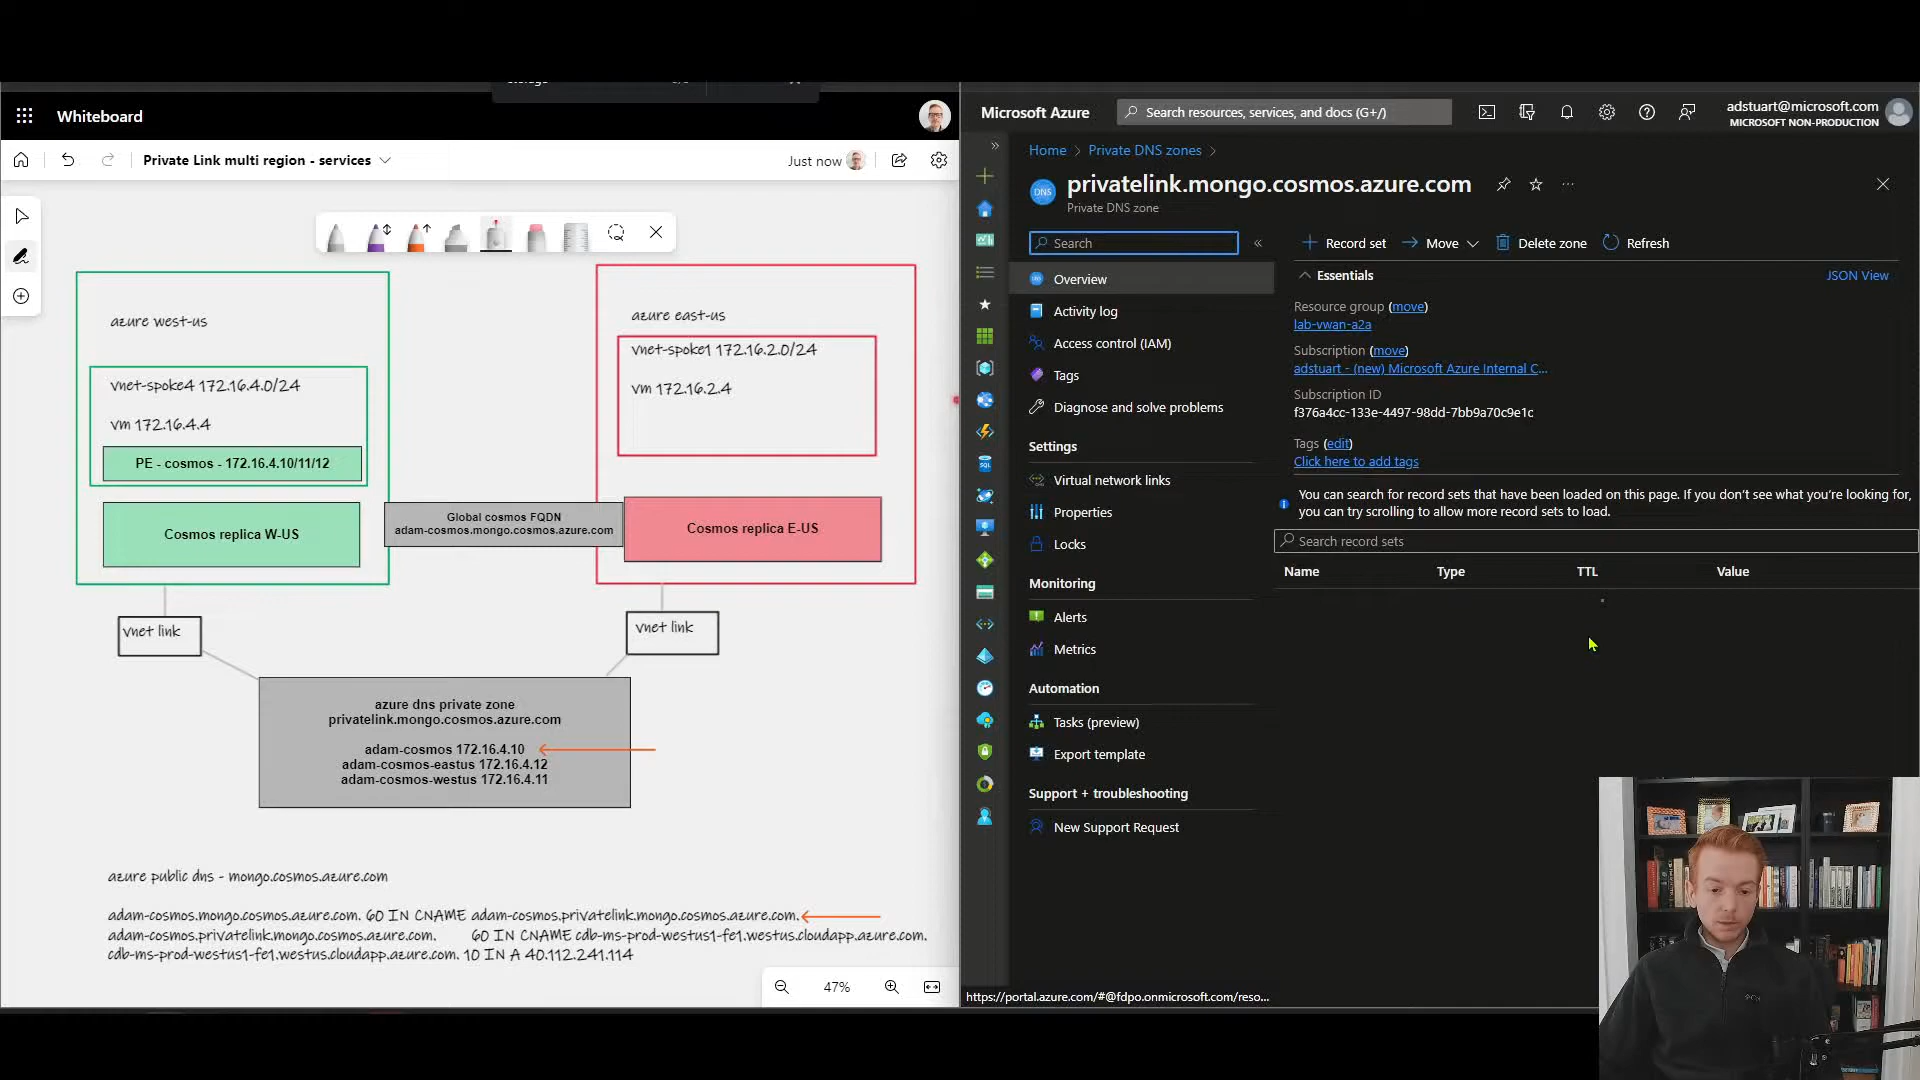 Whiteboard
Private Link multi region - services
Just now
azure west-us
vnet-spoke4 172.16.4.0/24
vm 172.16.4.4
PE - cosmos - 172.16.4.10/11/12
Cosmos replica W-US
Global cosmos FQDN
adam-cosmos.mongo.cosmos.azure.com
azure east-us
vnet-spoke1 172.16.2.0/24
vm 172.16.2.4
Cosmos replica E-US
vnet link
vnet link
azure dns private zone
privatelink.mongo.cosmos.azure.com
adam-cosmos 172.16.4.10
adam-cosmos-eastus 172.16.4.12
adam-cosmos-westus 172.16.4.11
azure public dns - mongo.cosmos.azure.com
adam-cosmos.mongo.cosmos.azure.com. 60 IN CNAME adam-cosmos.privatelink.mongo.cosmos.azure.com.
adam-cosmos.privatelink.mongo.cosmos.azure.com. 60 IN CNAME cdb-ms-prod-westus1-fe1.westus.cloudapp.azure.com.
cdb-ms-prod-westus1-fe1.westus.cloudapp.azure.com. 10 IN A 40.112.241.114
47%
Microsoft Azure
Search resources, services, and docs (G+/)
adstuart@microsoft.com
MICROSOFT NON-PRODUCTION
Home > Private DNS zones >
privatelink.mongo.cosmos.azure.com
Private DNS zone
DNS
Search
Overview
Activity log
Access control (IAM)
Tags
Diagnose and solve problems
Settings
Virtual network links
Properties
Locks
Monitoring
Alerts
Metrics
Automation
Tasks (preview)
Export template
Support + troubleshooting
New Support Request
Record set
Move
Delete zone
Refresh
Essentials
JSON View
Resource group (move)
lab-vwan-a2a
Subscription (move)
adstuart - (new) Microsoft Azure Internal C...
Subscription ID
f376a4cc-133e-4497-98dd-7bb9a70c9e1c
Tags (edit)
Click here to add tags
You can search for record sets that have been loaded on this page. If you don't see what you're looking for,
you can try scrolling to allow more record sets to load.
Search record sets
Name Type TTL Value
https://portal.azure.com/#@fdpo.onmicrosoft.com/reso...